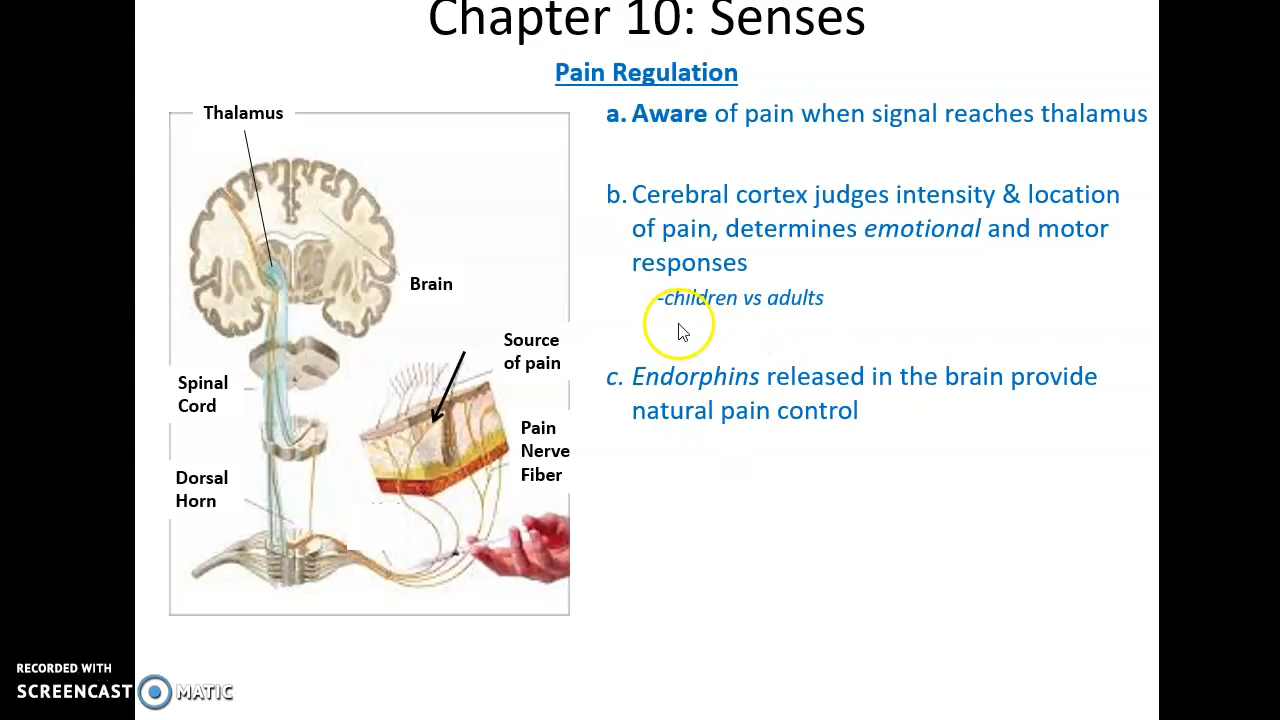 Chapter 10: Senses
Pain Regulation
Thalamus
Brain
Source
of pain
Spinal
Cord
Pain
Nerve
Fiber
Dorsal
Horn
a. Aware of pain when signal reaches thalamus
b. Cerebral cortex judges intensity & location
of pain, determines emotional and motor
responses
-children vs adults
c. Endorphins released in the brain provide
natural pain control
RECORDED WITH
SCREENCAST MATIC